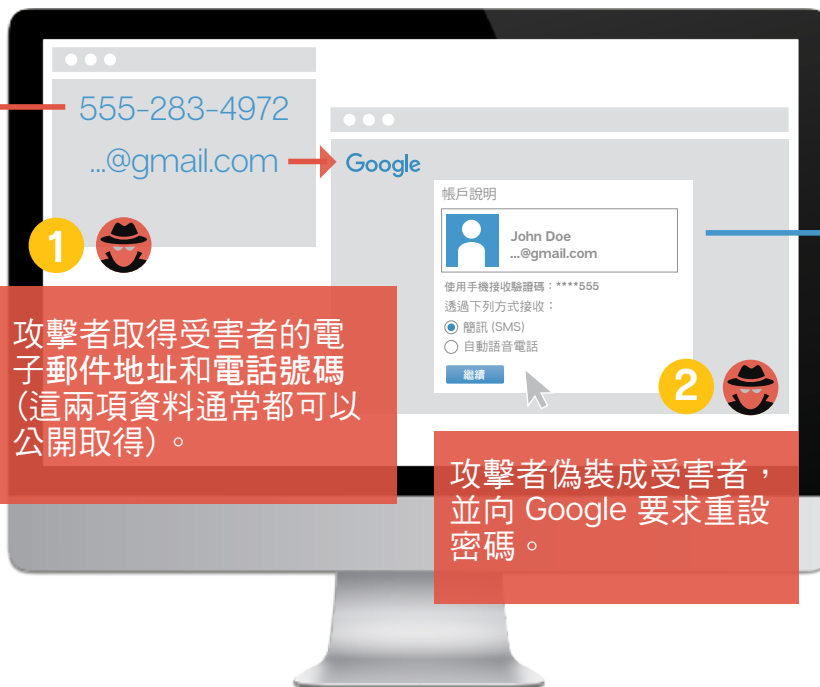 555-283-4972
...@gmail.com
Google
帳戶說明
John Doe
...@gmail.com
使用手機接收驗證碼：****555
透過下列方式接收：
簡訊 (SMS)
自動語音電話
繼續
1
攻擊者取得受害者的電
子郵件地址和電話號碼
（這兩項資料通常都可以
公開取得）。
2
攻擊者偽裝成受害者，
並向 Google 要求重設
密碼。